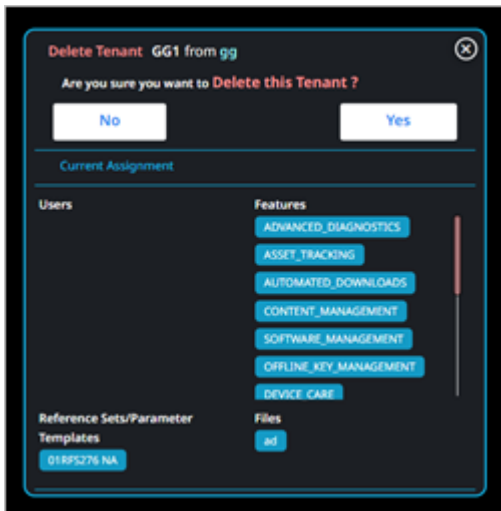 Delete Tenant GG1 from gg
Are you sure you want to Delete this Tenant ?
No
Yes
Current Assignment
Users
Features
ADVANCED_DIAGNOSTICS
ASSET_TRACKING
AUTOMATED_DOWNLOADS
CONTENT_MANAGEMENT
SOFTWARE_MANAGEMENT
OFFLINE_KEY_MANAGEMENT
DEVICE_CARE
Reference Sets/Parameter
Templates
01RFS276 NA
Files
ad